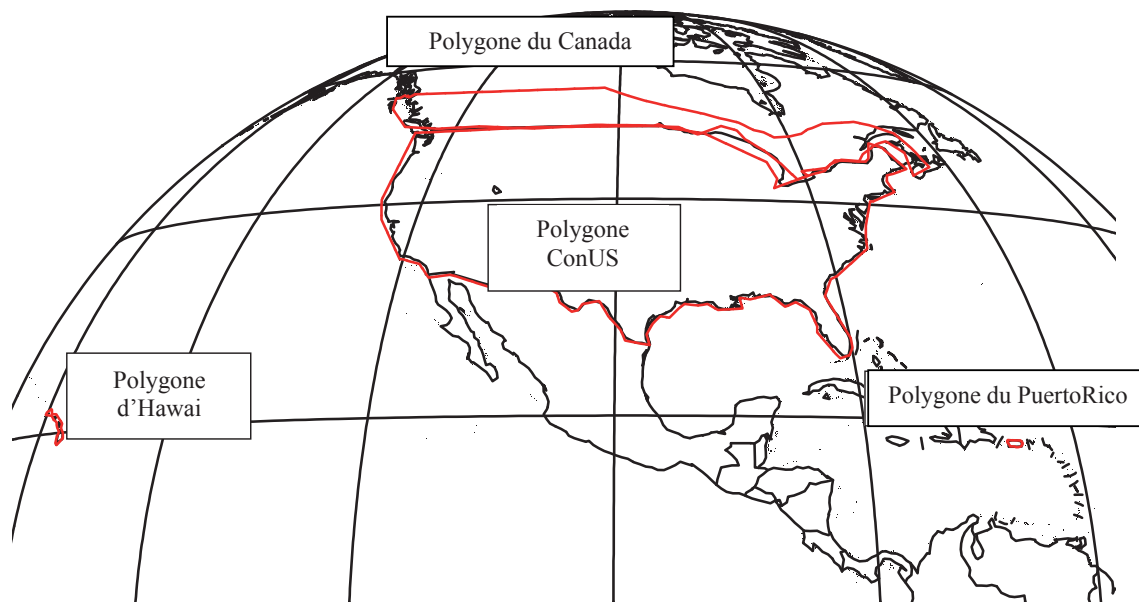 Polygone du Canada
Polygone
ConUS
Polygone
d’Hawai
Polygone du PuertoRico